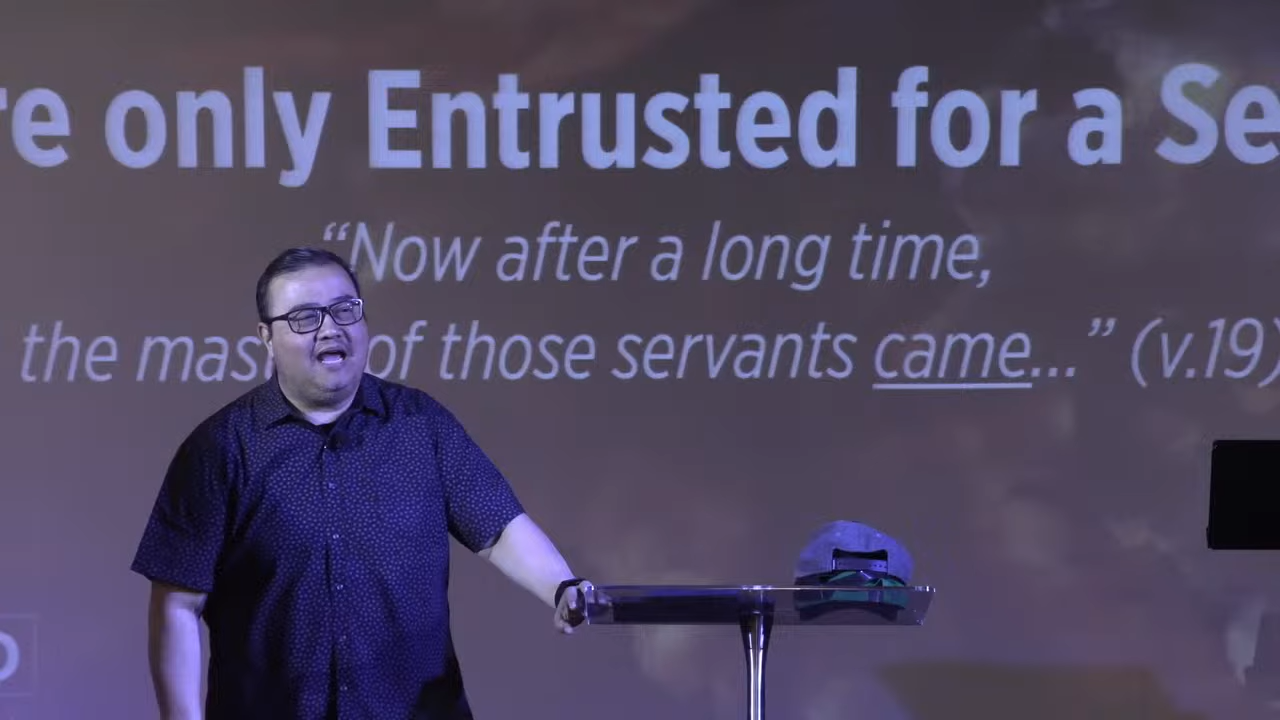 re only Entrusted for a Se
“Now after a long time,
the mas of those servants came...” (v.19)